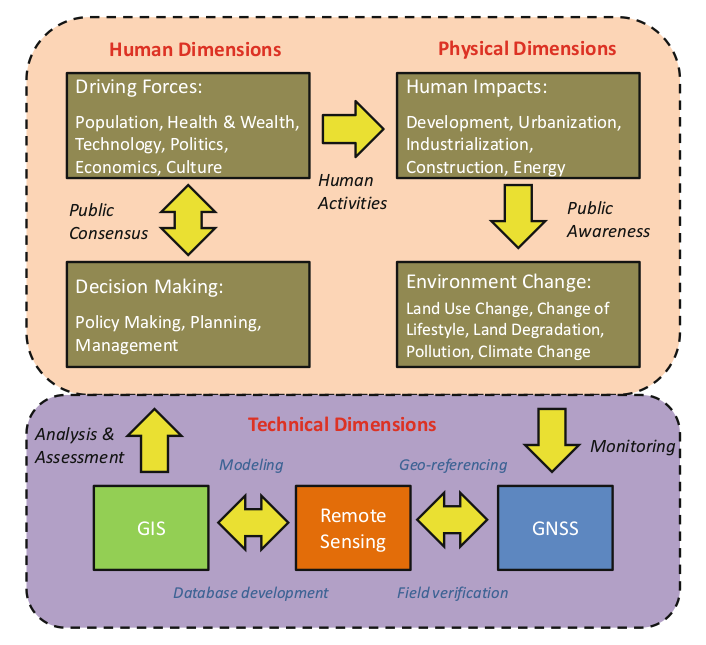 Human Dimensions
Physical Dimensions
Driving Forces:
Population, Health & Wealth,
Technology, Politics,
Economics, Culture
Human
Activities
Human Impacts:
Development, Urbanization,
Industrialization,
Construction, Energy
Public
Consensus
Public
Awareness
Decision Making:
Policy Making, Planning,
Management
Environment Change:
Land Use Change, Change of
Lifestyle, Land Degradation,
Pollution, Climate Change
Technical Dimensions
Analysis &
Assessment
Monitoring
Modeling
Geo-referencing
GIS
Remote
Sensing
GNSS
Database development
Field verification